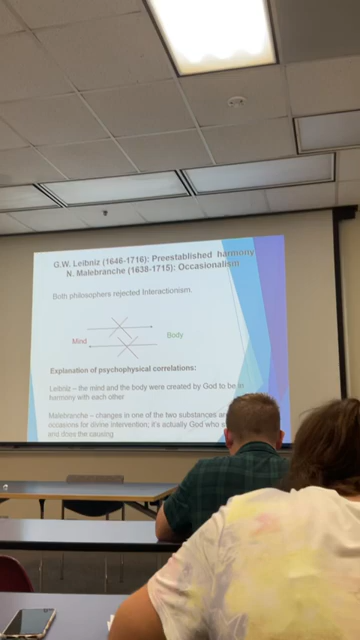 G.W. Leibniz (1646-1716): Preestablished harmony
N. Malebranche (1638-1715): Occasionalism
Both philosophers rejected Interactionism.
Mind
Body
Explanation of psychophysical correlations:
Leibniz – the mind and the body were created by God to be in
harmony with each other
Malebranche – changes in one of the two substances are
occasions for divine intervention; it's actually God who
and does the causing